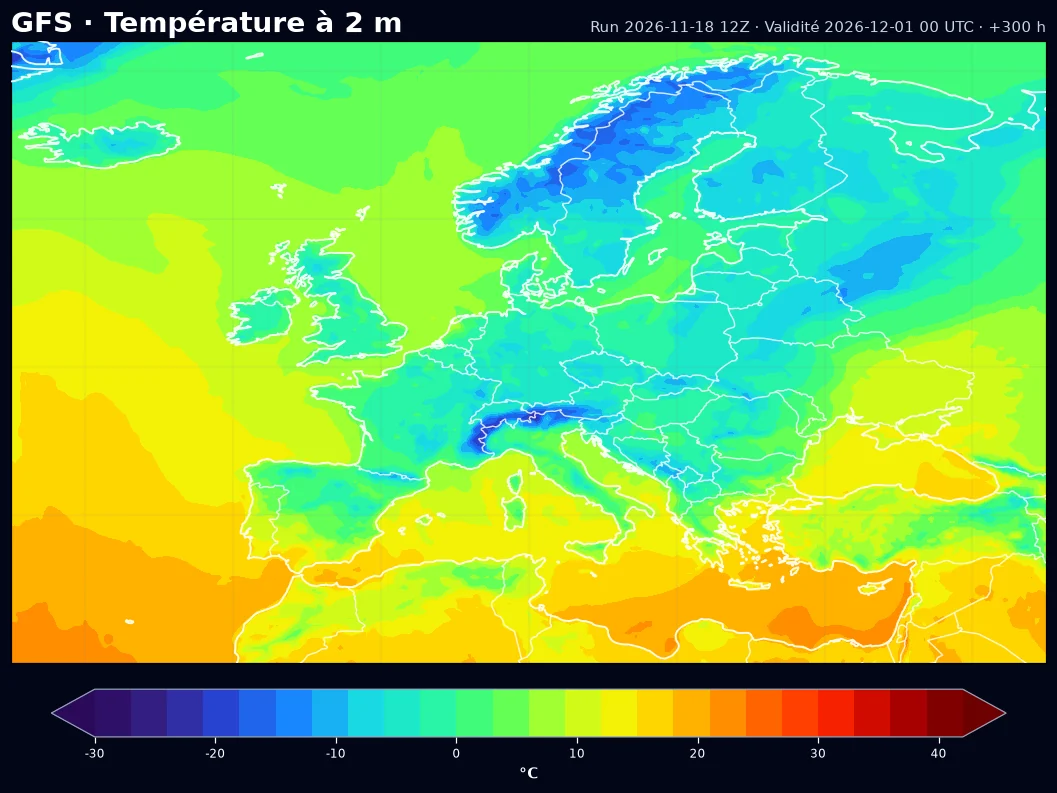 GFS · Température à 2 m
Run 2026-11-18 12Z · Validité 2026-12-01 00 UTC · +300 h
-30 -20 -10 0 10 20 30 40
°C